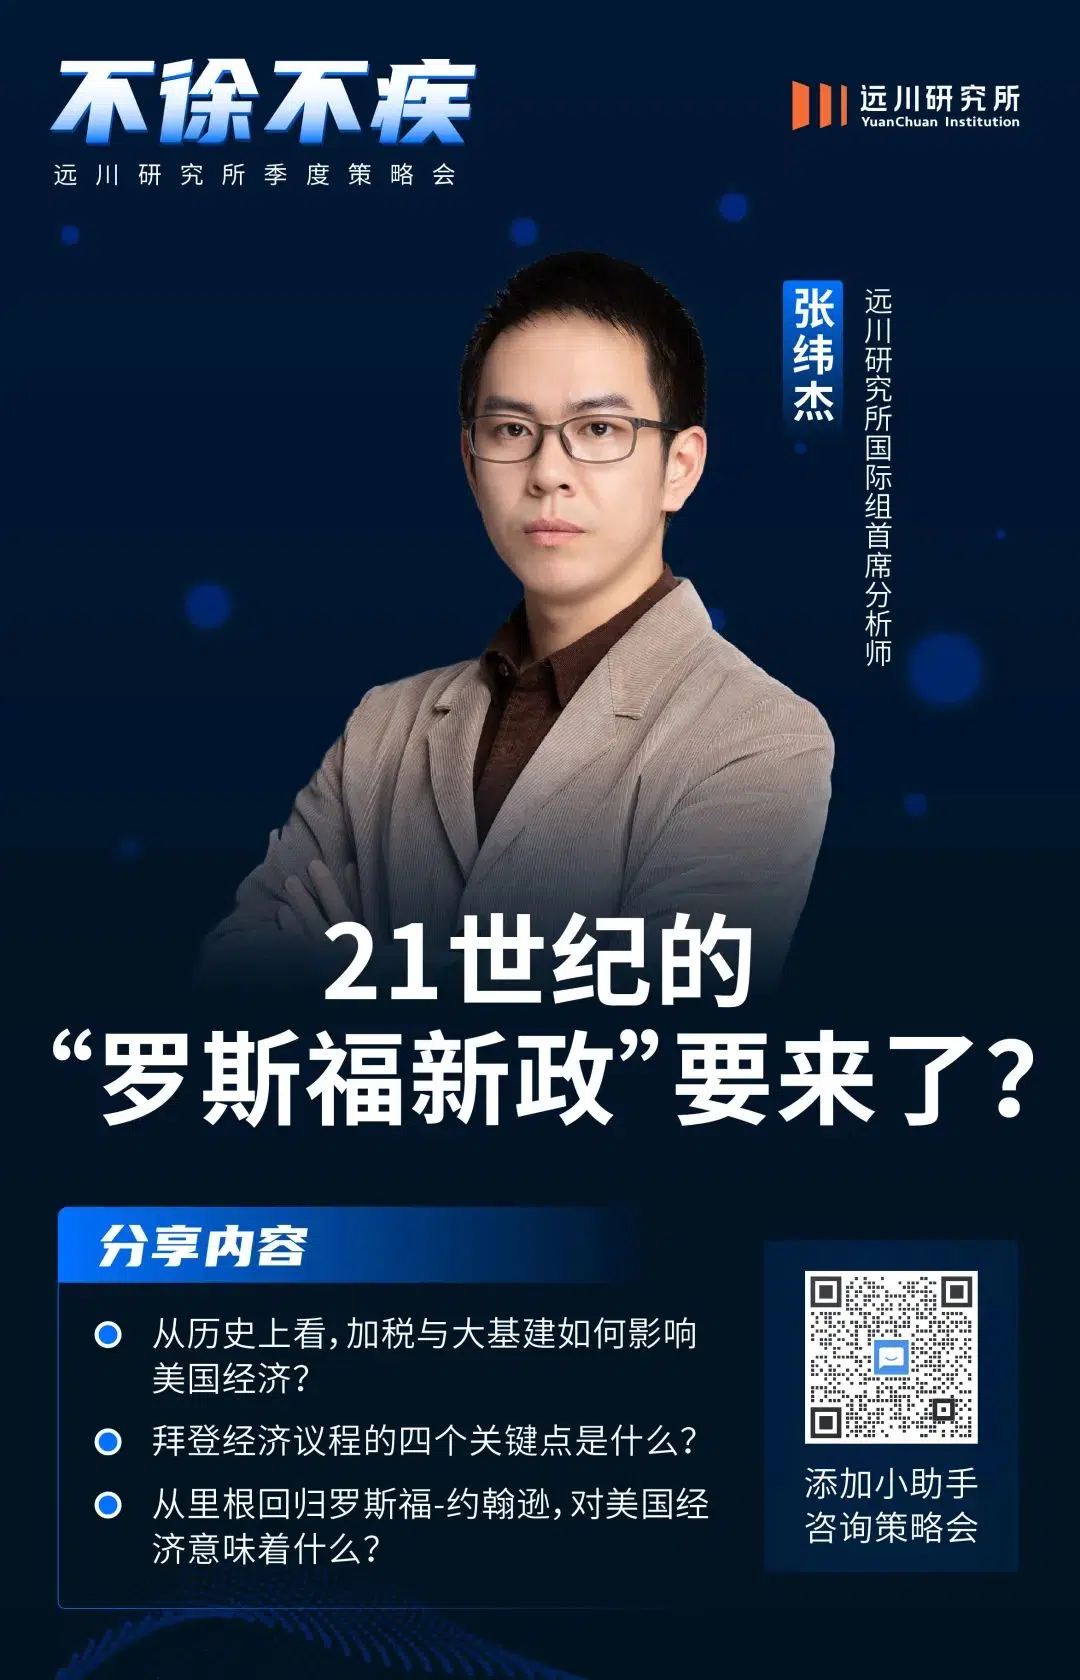 不徐不疾
远川研究所季度策略会
远川研究所
YuanChuan Institution
张纬杰
远川研究所国际组首席分析师
21世纪的
“罗斯福新政”要来了？
分享内容
从历史上看，加税与大基建如何影响
美国经济？
拜登经济议程的四个关键点是什么？
从里根回归罗斯福-约翰逊，对美国经
济意味着什么？
添加小助手
咨询策略会